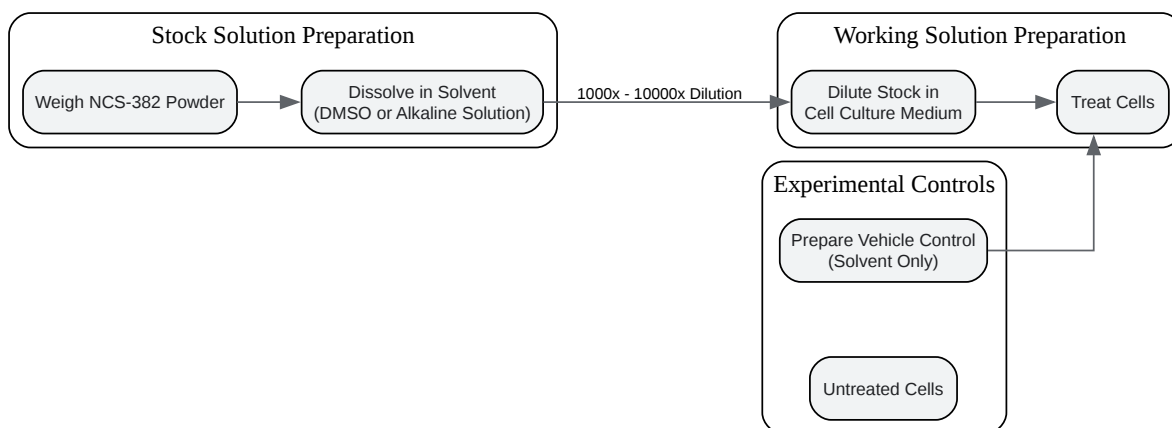 Stock Solution Preparation
Weigh NCS-382 Powder
Dissolve in Solvent
(DMSO or Alkaline Solution)
1000x - 10000x Dilution
Working Solution Preparation
Dilute Stock in
Cell Culture Medium
Treat Cells
Experimental Controls
Prepare Vehicle Control
(Solvent Only)
Untreated Cells